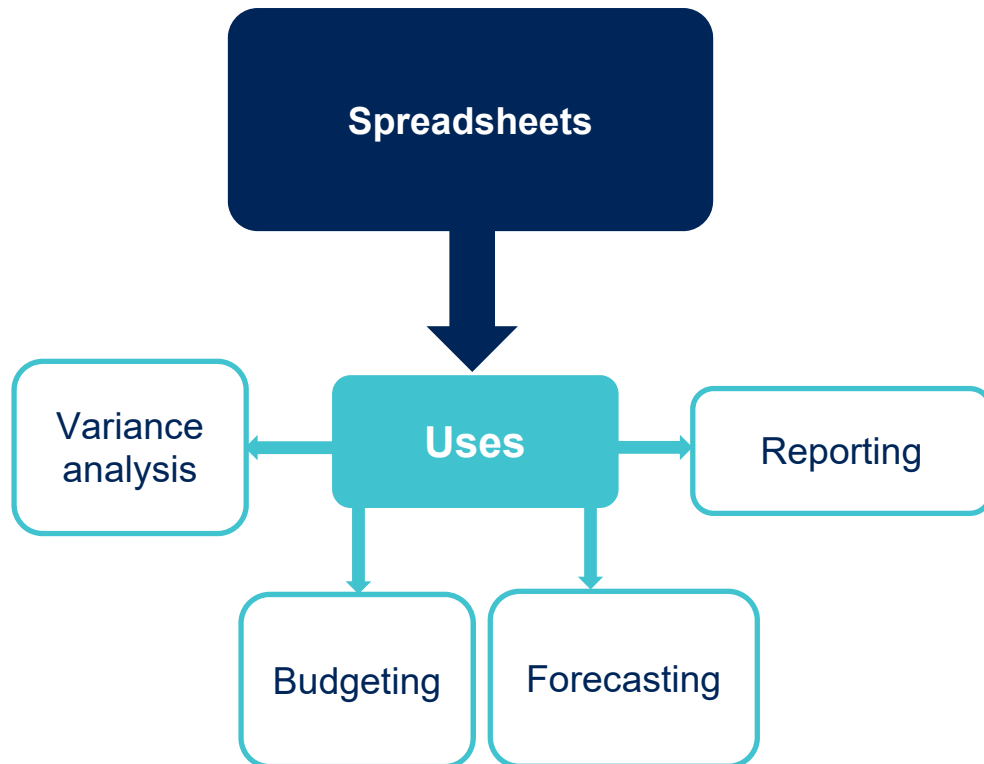 Spreadsheets
Variance
analysis
Uses
Reporting
Budgeting
Forecasting